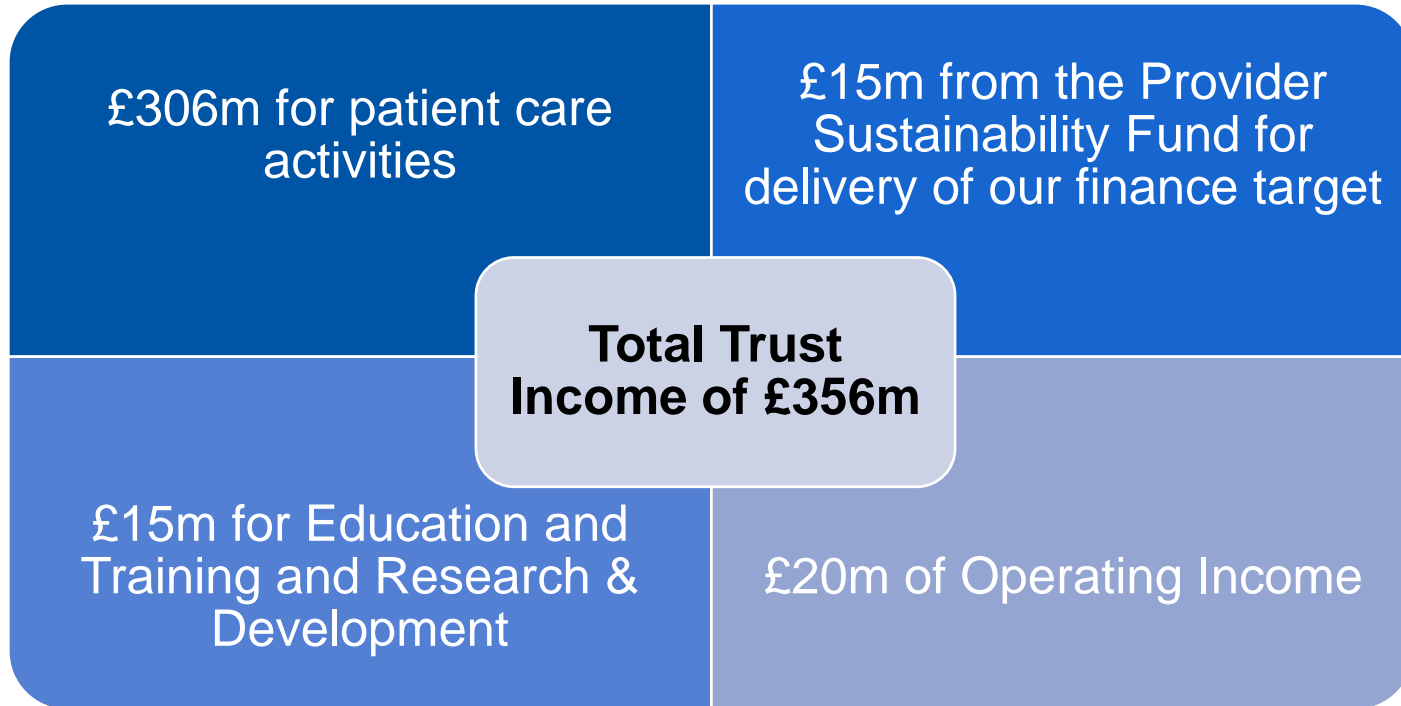 £306m for patient care
activities
£15m from the Provider
Sustainability Fund for
delivery of our finance target
Total Trust
Income of £356m
£15m for Education and
Training and Research &
Development
£20m of Operating Income